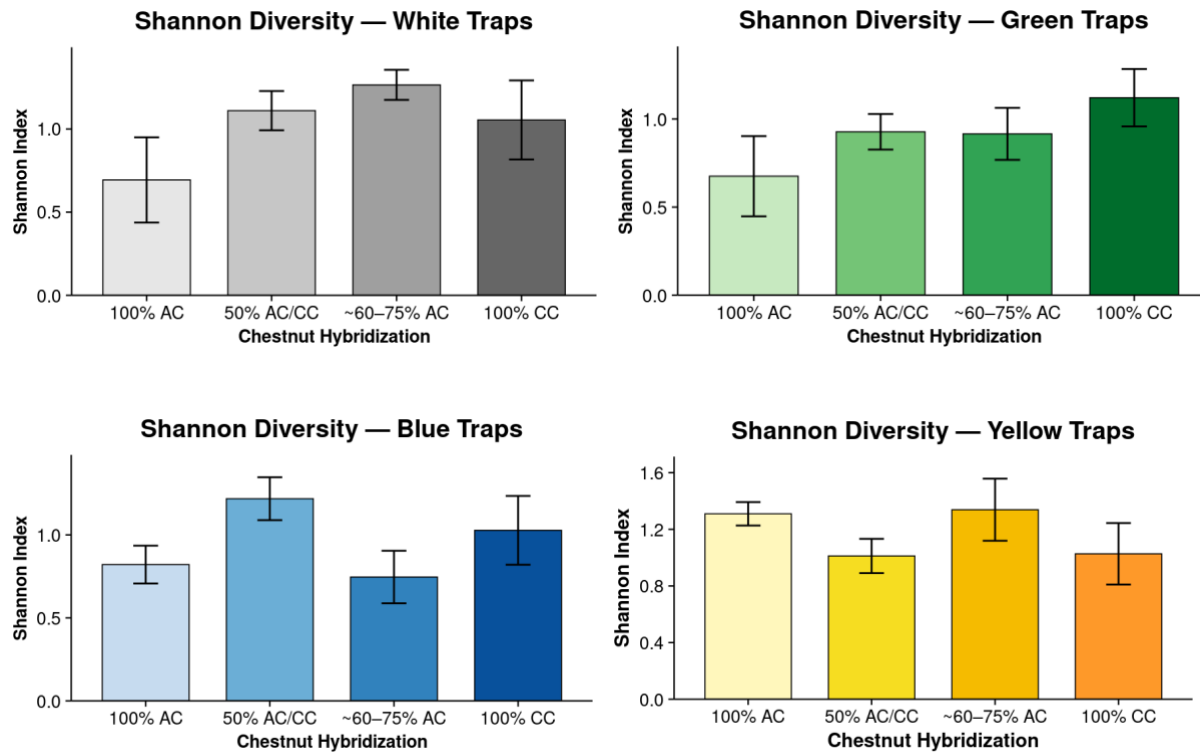 Shannon Diversity — White Traps
Shannon Index
1.0
0.5
0.0
100% AC 50% AC/CC ~60–75% AC 100% CC
Chestnut Hybridization
Shannon Diversity — Green Traps
Shannon Index
1.0
0.5
0.0
100% AC 50% AC/CC ~60–75% AC 100% CC
Chestnut Hybridization
Shannon Diversity — Blue Traps
Shannon Index
1.0
0.5
0.0
100% AC 50% AC/CC ~60–75% AC 100% CC
Chestnut Hybridization
Shannon Diversity — Yellow Traps
Shannon Index
1.6
1.2
0.8
0.4
0.0
100% AC 50% AC/CC ~60–75% AC 100% CC
Chestnut Hybridization